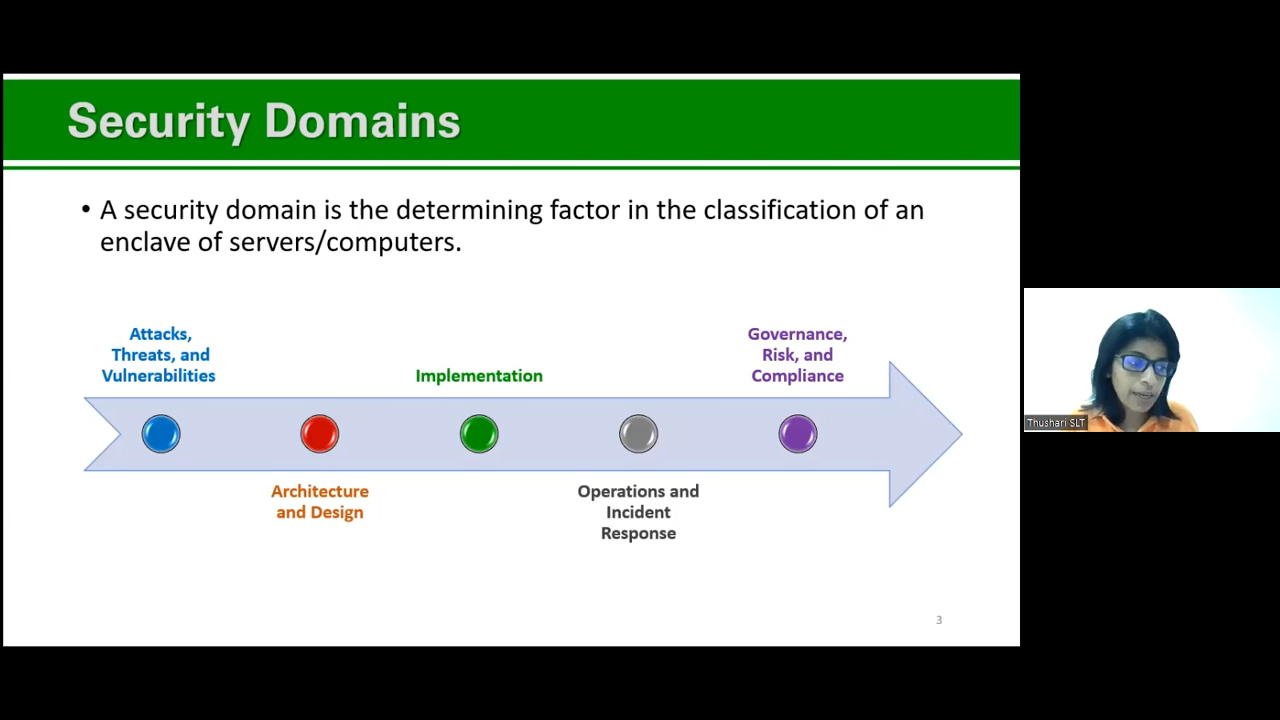 Security Domains
• A security domain is the determining factor in the classification of an
enclave of servers/computers.
Attacks,
Threats, and
Vulnerabilities
Implementation
Governance,
Risk, and
Compliance
Architecture
and Design
Operations and
Incident
Response
3
Thushari SLT